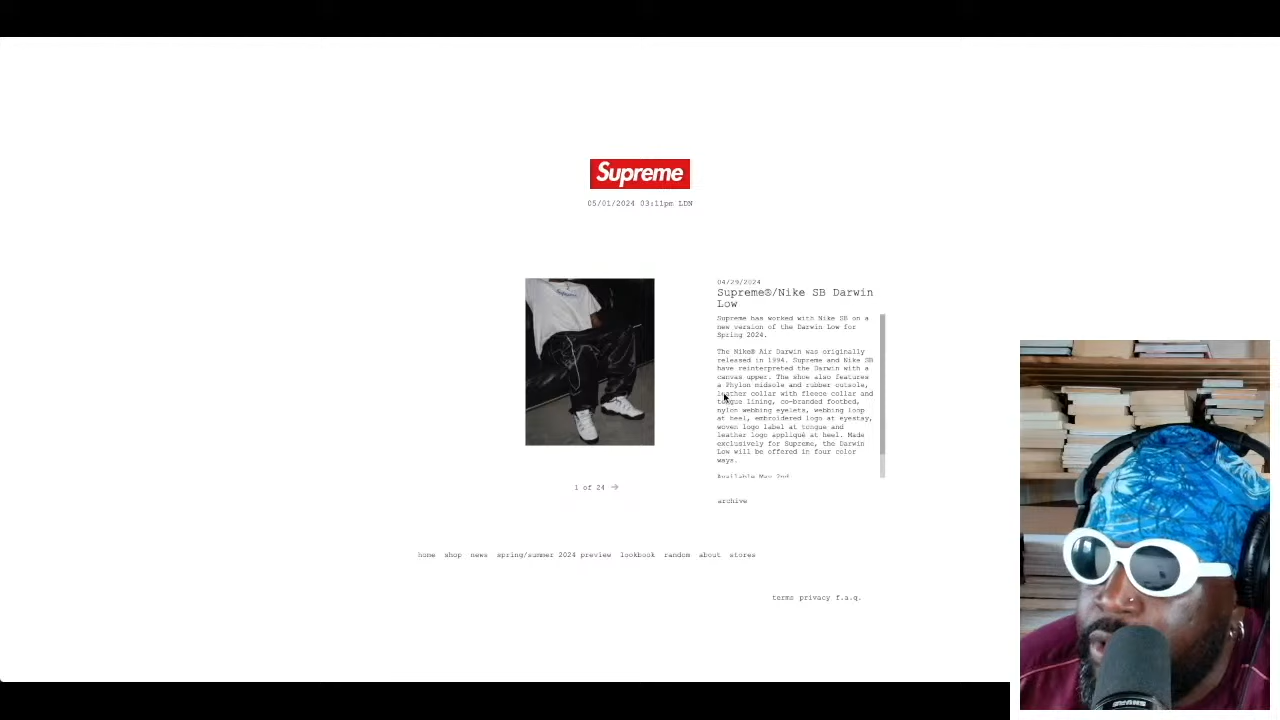 Supreme
05/01/2024 03:11pm LDN
04/29/2024
Supreme®/Nike SB Darwin
Low
Supreme has worked with Nike SB on a
new version of the Darwin Low for
Spring 2024.
The Nike® Air Darwin was originally
released in 1994. Supreme and Nike SB
have reinterpreted the Darwin with a
canvas upper. The shoe also features
a Phylon midsole and rubber outsole,
leather collar with fleece collar and
tongue lining, co-branded footbed,
nylon webbing eyelets, webbing loop
at heel, embroidered logo at eyestay,
woven logo label at tongue and
leather logo appliqué at heel. Made
exclusively for Supreme, the Darwin
Low will be offered in four color
ways.
Available May 2nd
1 of 24 →
archive
home shop news spring/summer 2024 preview lookbook random about stores
terms privacy f.a.q.
SHURE